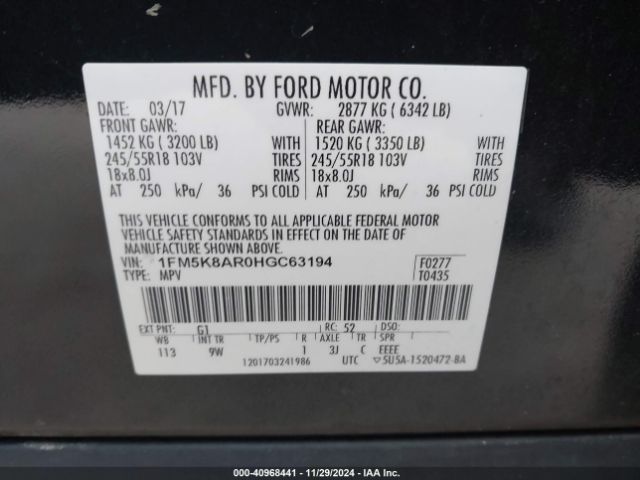 MFD. BY FORD MOTOR CO.
DATE: 03/17 GVWR: 2877 KG ( 6342 LB)
FRONT GAWR: REAR GAWR:
1452 KG ( 3200 LB) WITH 1520 KG ( 3350 LB) WITH
245/55R18 103V TIRES 245/55R18 103V TIRES
18x8.0J RIMS 18x8.0J RIMS
AT 250 kPa/ 36 PSI COLD AT 250 kPa/ 36 PSI COLD
THIS VEHICLE CONFORMS TO ALL APPLICABLE FEDERAL MOTOR
VEHICLE SAFETY AND BUMPER STANDARDS IN EFFECT ON THE DATE OF
MANUFACTURE SHOWN ABOVE.
VIN: 1FM5K8AR0HGC63194 F0277
TYPE: MPV T0435
EXT PNT: G1 RC: 52 DSO:
WB INT TR TP/PS R AXLE TR SPR
113 9W 1 3J C EEEE
1201703241986 UTC ▽5U5A-1520472-BA
000-40968441 - 11/29/2024 - IAAI.COM